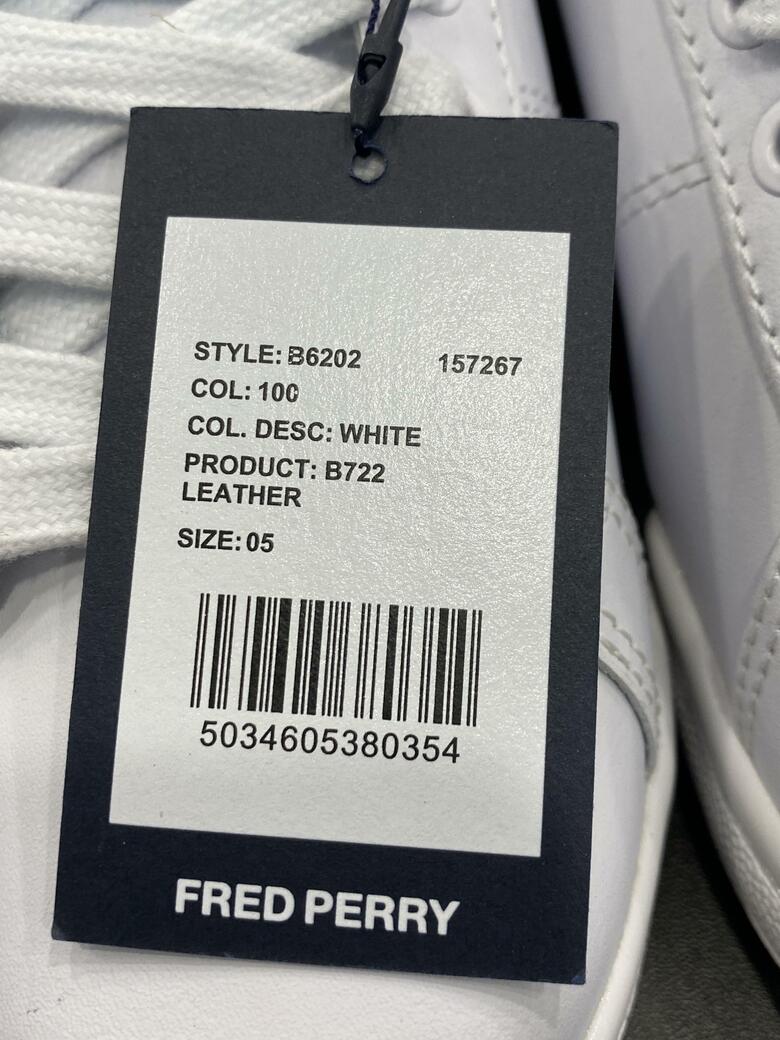 STYLE: B6202 157267
COL: 100
COL. DESC: WHITE
PRODUCT: B722
LEATHER
SIZE: 05
5034605380354
FRED PERRY